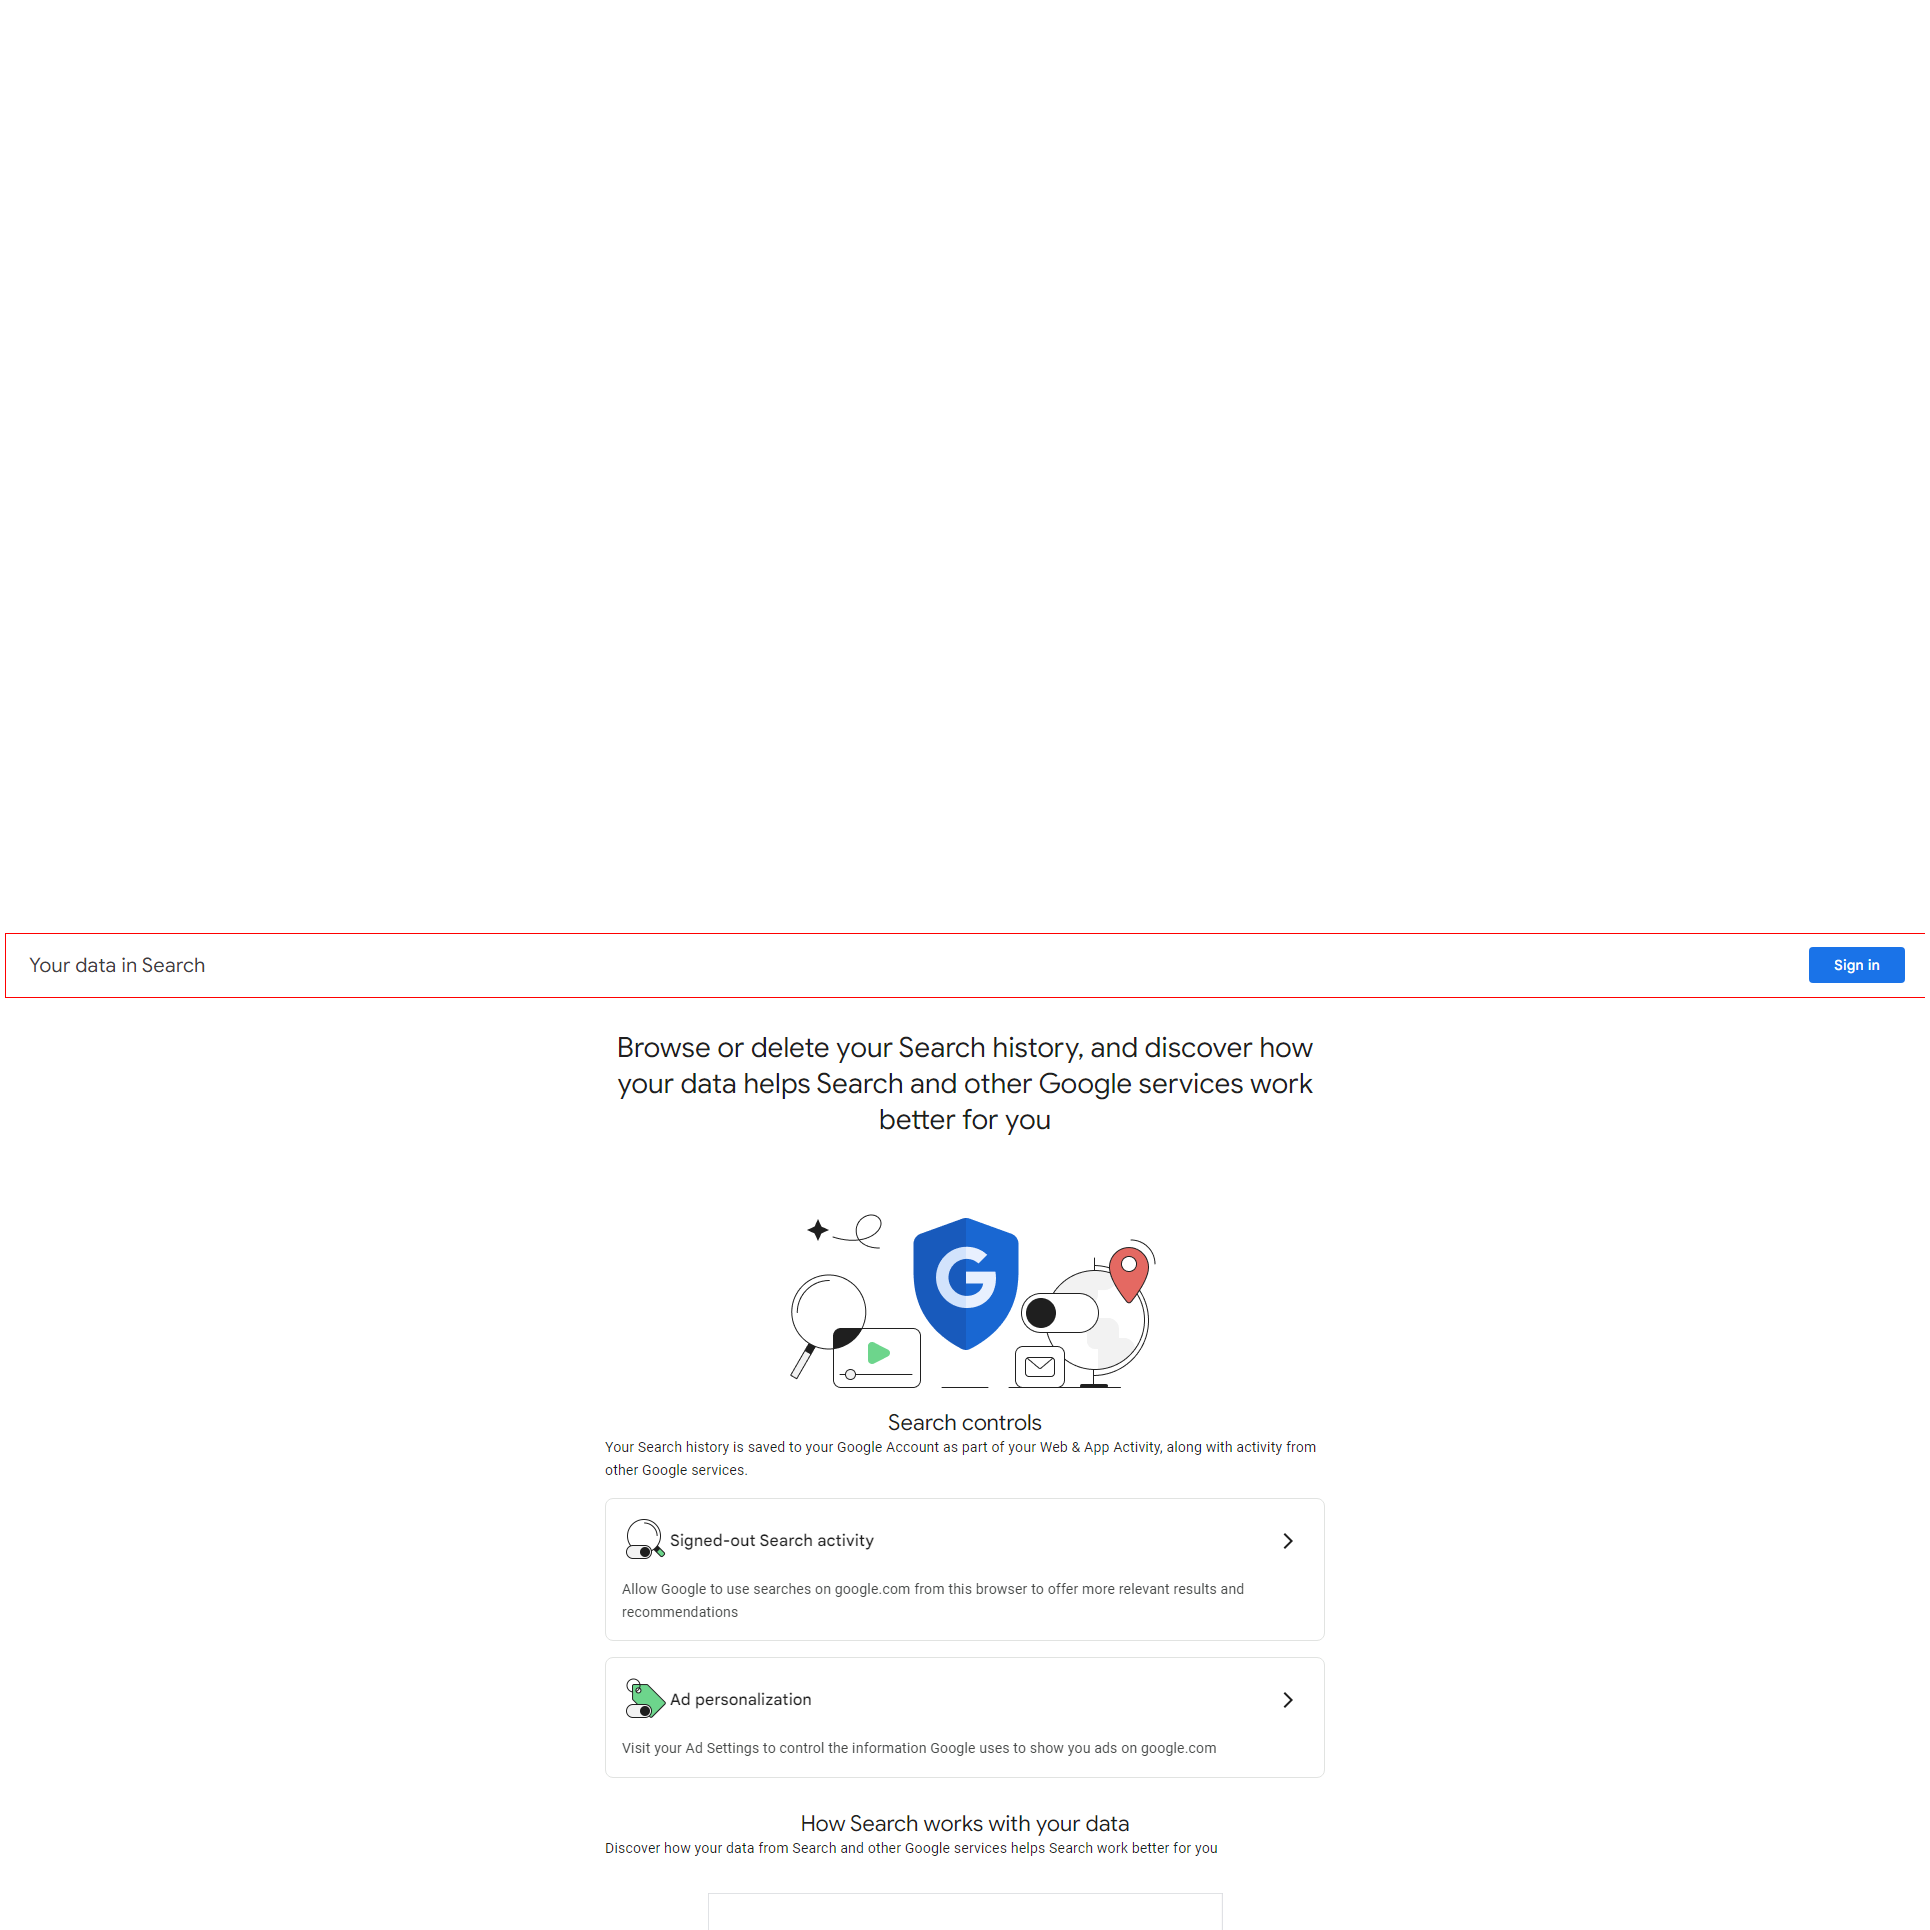 Your data in Search
Sign in
Browse or delete your Search history, and discover how
your data helps Search and other Google services work
better for you
G
Search controls
Your Search history is saved to your Google Account as part of your Web & App Activity, along with activity from
other Google services.
Signed-out Search activity
Allow Google to use searches on google.com from this browser to offer more relevant results and
recommendations
Ad personalization
Visit your Ad Settings to control the information Google uses to show you ads on google.com
How Search works with your data
Discover how your data from Search and other Google services helps Search work better for you